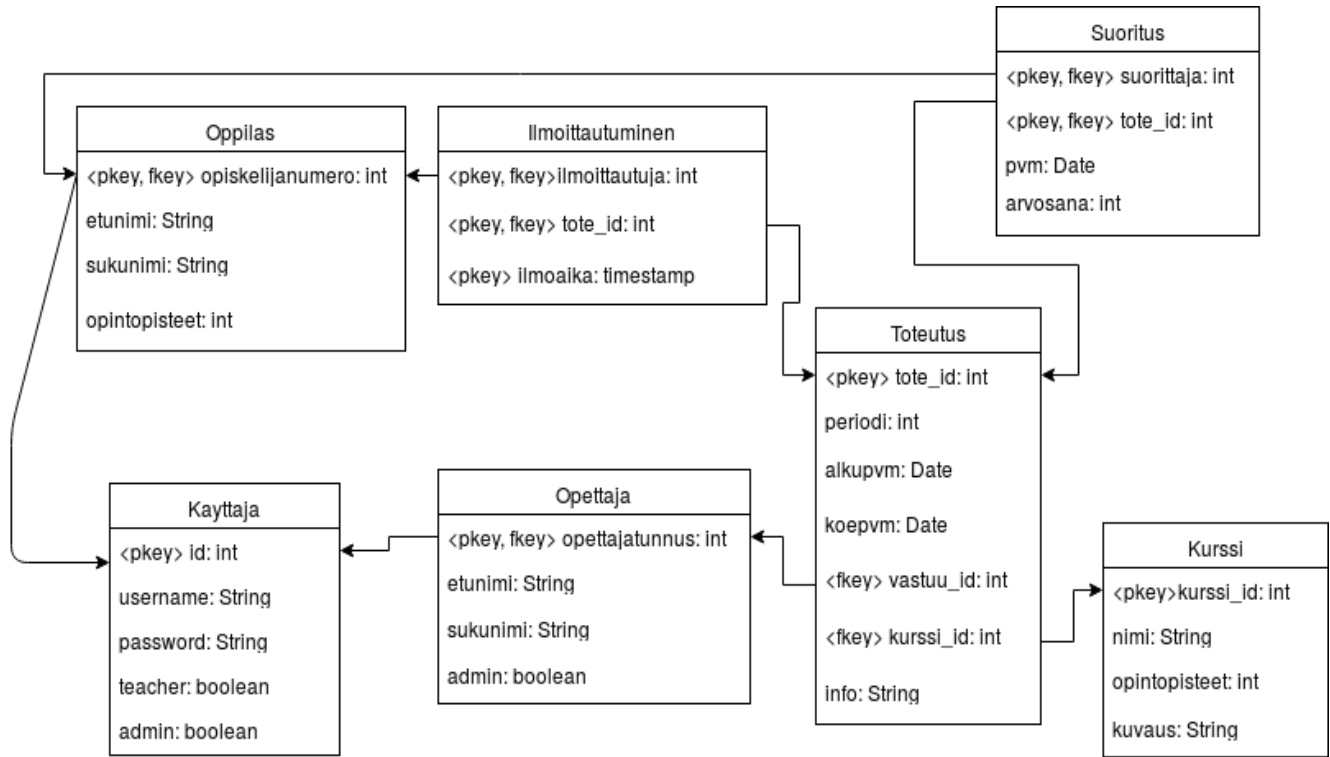 Suoritus
<pkey, fkey> suorittaja: int
<pkey, fkey> tote_id: int
pvm: Date
arvosana: int
Oppilas
<pkey, fkey> opiskelijanumero: int
etunimi: String
sukunimi: String
opintopisteet: int
Ilmoittautuminen
<pkey, fkey>ilmoittautuja: int
<pkey, fkey> tote_id: int
<pkey> ilmoaika: timestamp
Toteutus
<pkey> tote_id: int
periodi: int
alkupvm: Date
koepvm: Date
<fkey> vastuu_id: int
<fkey> kurssi_id: int
info: String
Kayttaja
<pkey> id: int
username: String
password: String
teacher: boolean
admin: boolean
Opettaja
<pkey, fkey> opettajatunnus: int
etunimi: String
sukunimi: String
admin: boolean
Kurssi
<pkey>kurssi_id: int
nimi: String
opintopisteet: int
kuvaus: String